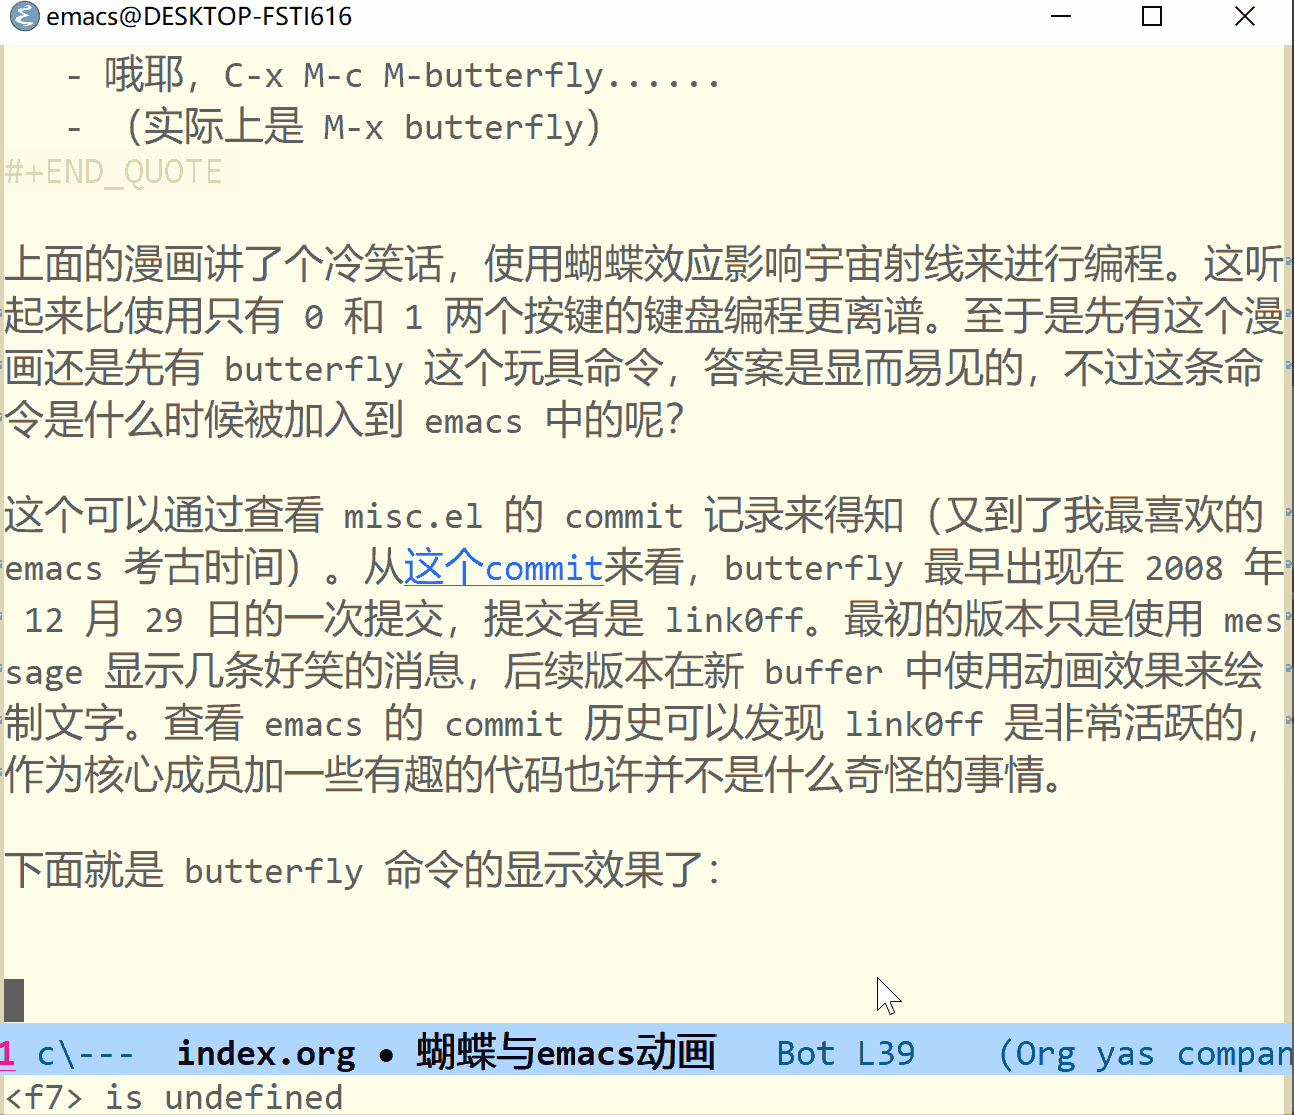 emacs@DESKTOP-FSTI616
- 哦耶，C-x M-c M-butterfly......
- （实际上是 M-x butterfly）
#+END_QUOTE
上面的漫画讲了个冷笑话，使用蝴蝶效应影响宇宙射线来进行编程。这听
起来比使用只有 0 和 1 两个按键的键盘编程更离谱。至于是先有这个漫
画还是先有 butterfly 这个玩具命令，答案是显而易见的，不过这条命
令是什么时候被加入到 emacs 中的呢？
这个可以通过查看 misc.el 的 commit 记录来得知（又到了我最喜欢的
emacs 考古时间）。从这个commit来看，butterfly 最早出现在 2008 年
12 月 29 日的一次提交，提交者是 link0ff。最初的版本只是使用 mes
sage 显示几条好笑的消息，后续版本在新 buffer 中使用动画效果来绘
制文字。查看 emacs 的 commit 历史可以发现 link0ff 是非常活跃的，
作为核心成员加一些有趣的代码也许并不是什么奇怪的事情。
下面就是 butterfly 命令的显示效果了：
1 c\--- index.org • 蝴蝶与emacs动画 Bot L39 (Org yas compan
<f7> is undefined